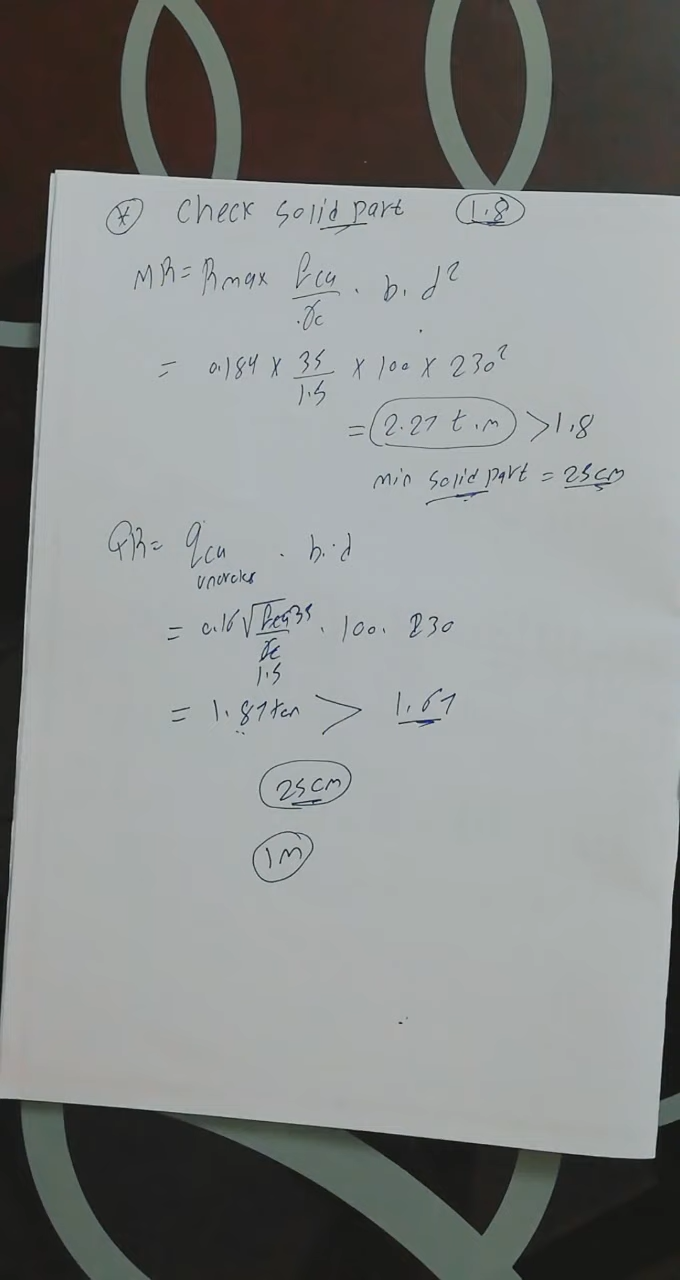 * Check solid part 1.8
MR = Rmax fcu/γc . b. d²
= 0.184 x 35/1.5 x 100 x 230²
= 2.27 t.m > 1.8
min solid part = 25cm
QR = qcu . b.d
= 0.16 √fcu 35/γc 1.5 . 100. 230
= 1.87 ton > 1.67
25cm
1m